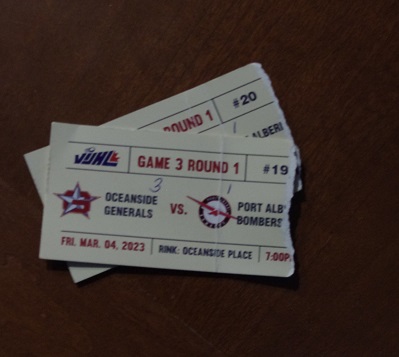 ROUND 1 #20
ALBERI
VIJHL GAME 3 ROUND 1 #19
3 1
OCEANSIDE GENERALS VS. PORT ALB BOMBERS
FRI. MAR. 04, 2023 RINK: OCEANSIDE PLACE 7:00P